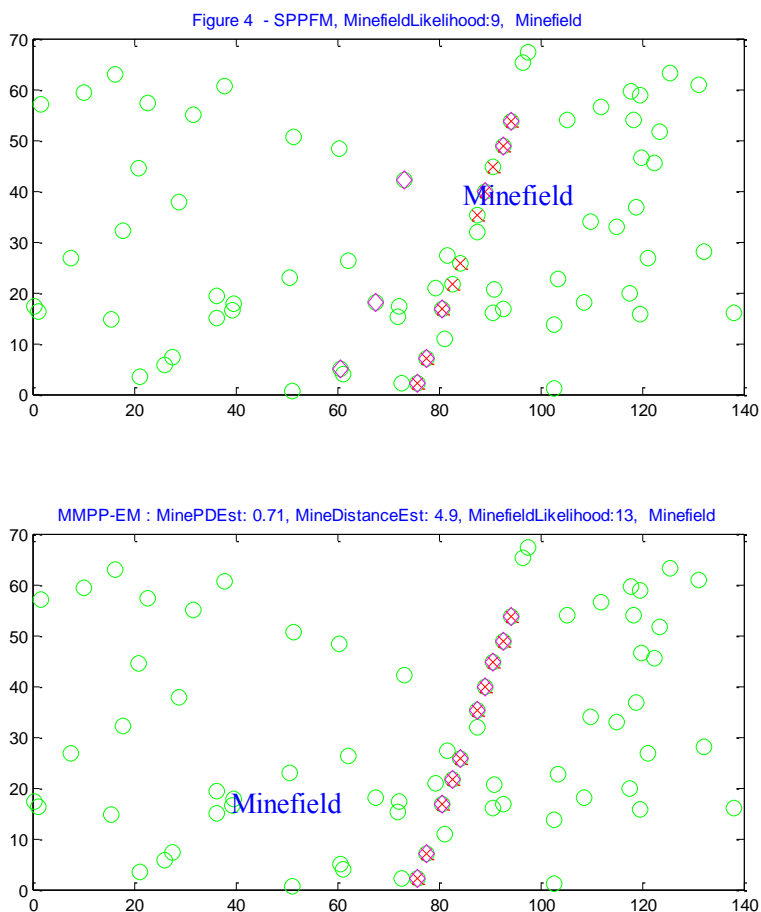 Figure 4 - SPPFM, MinefieldLikelihood:9, Minefield
70
60
50
40
30
20
10
0
Minefield
0 20 40 60 80 100 120 140
MMPP-EM : MinePDEst: 0.71, MineDistanceEst: 4.9, MinefieldLikelihood:13, Minefield
70
60
50
40
30
20
10
0
Minefield
0 20 40 60 80 100 120 140